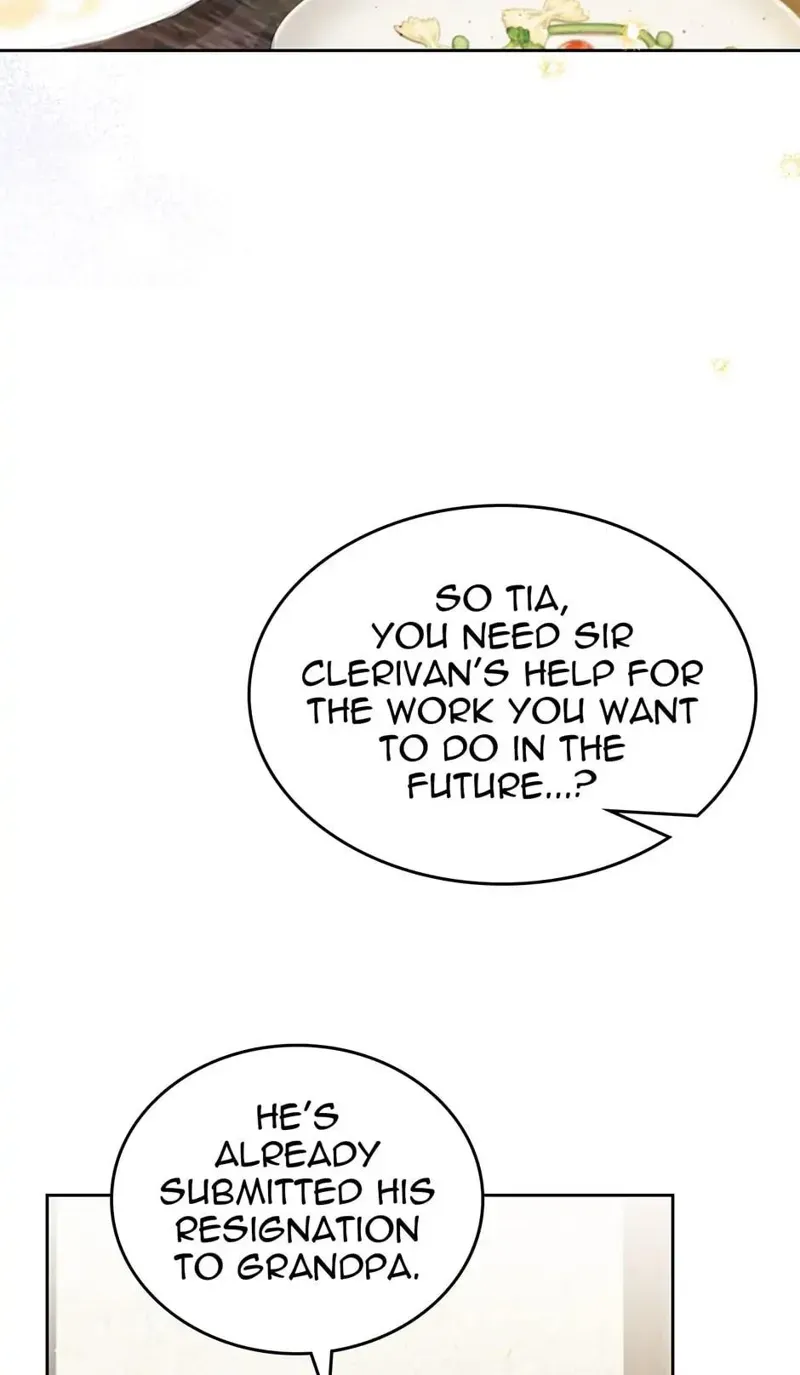 SO TIA,
YOU NEED SIR
CLERIVAN'S HELP FOR
THE WORK YOU WANT
TO DO IN THE
FUTURE...?
HE'S
ALREADY
SUBMITTED HIS
RESIGNATION
TO GRANDPA.